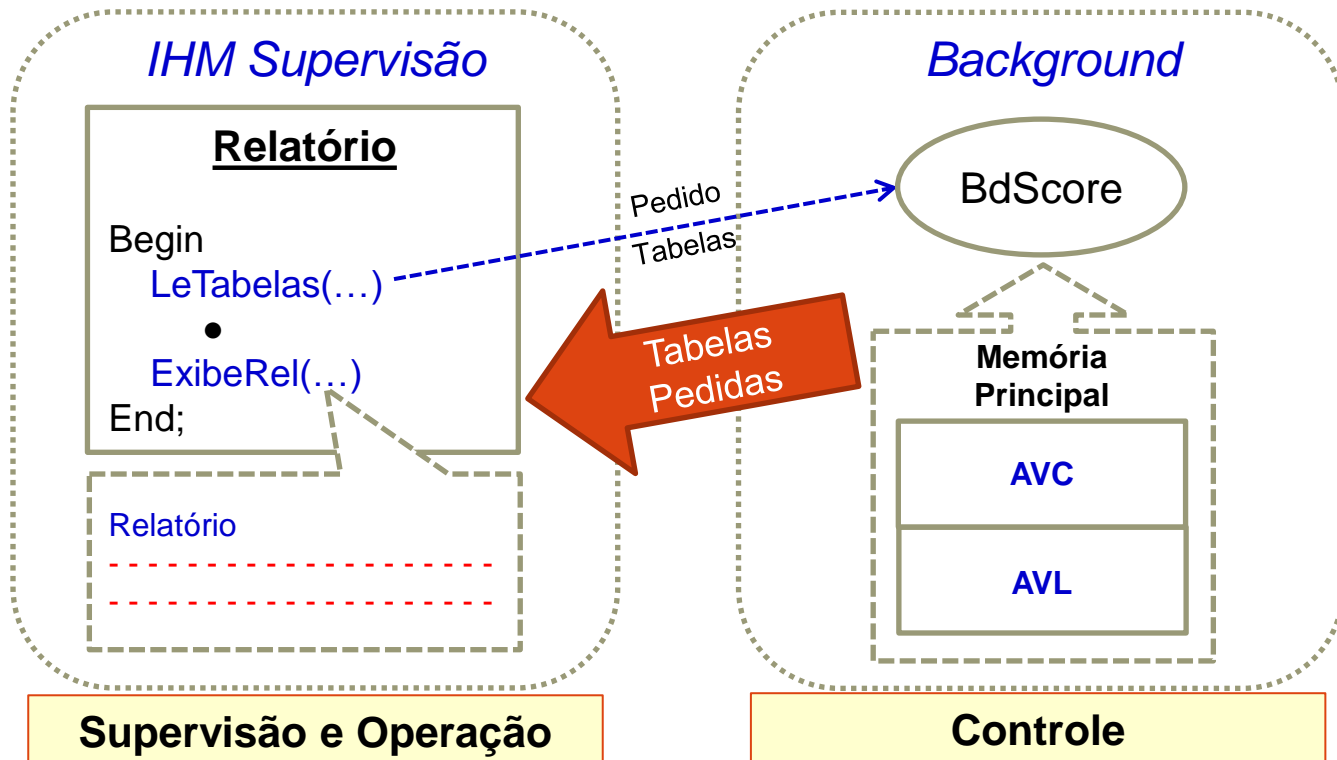 IHM Supervisão
Relatório
Begin
LeTabelas(…)
•
ExibeRel(…)
End;
Relatório
- - - - - - - - - - - - - - - - - - - - - - - -
- - - - - - - - - - - - - - - - - - - - - - - -
Supervisão e Operação
Pedido
Tabelas
Tabelas
Pedidas
Background
BdScore
Memória
Principal
AVC
AVL
Controle